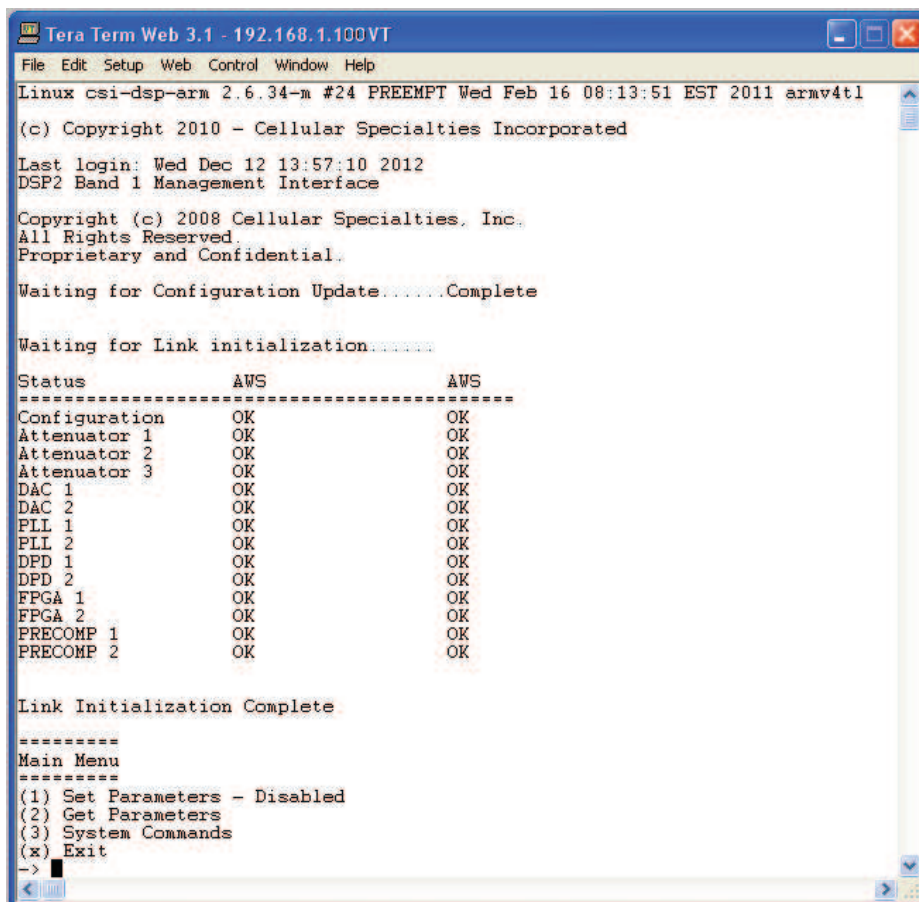 Tera Term Web 3.1 - 192.168.1.100 VT
File Edit Setup Web Control Window Help
Linux csi-dsp-arm 2.6.34-m #24 PREEMPT Wed Feb 16 08:13:51 EST 2011 armv4tl
(c) Copyright 2010 - Cellular Specialties Incorporated
Last login: Wed Dec 12 13:57:10 2012
DSP2 Band 1 Management Interface
Copyright (c) 2008 Cellular Specialties, Inc.
All Rights Reserved.
Proprietary and Confidential.
Waiting for Configuration Update......Complete
Waiting for Link initialization......
Status AWS AWS
==============================================
Configuration OK OK
Attenuator 1 OK OK
Attenuator 2 OK OK
Attenuator 3 OK OK
DAC 1 OK OK
DAC 2 OK OK
PLL 1 OK OK
PLL 2 OK OK
DPD 1 OK OK
DPD 2 OK OK
FPGA 1 OK OK
FPGA 2 OK OK
PRECOMP 1 OK OK
PRECOMP 2 OK OK
Link Initialization Complete
=========
Main Menu
=========
(1) Set Parameters - Disabled
(2) Get Parameters
(3) System Commands
(x) Exit
->